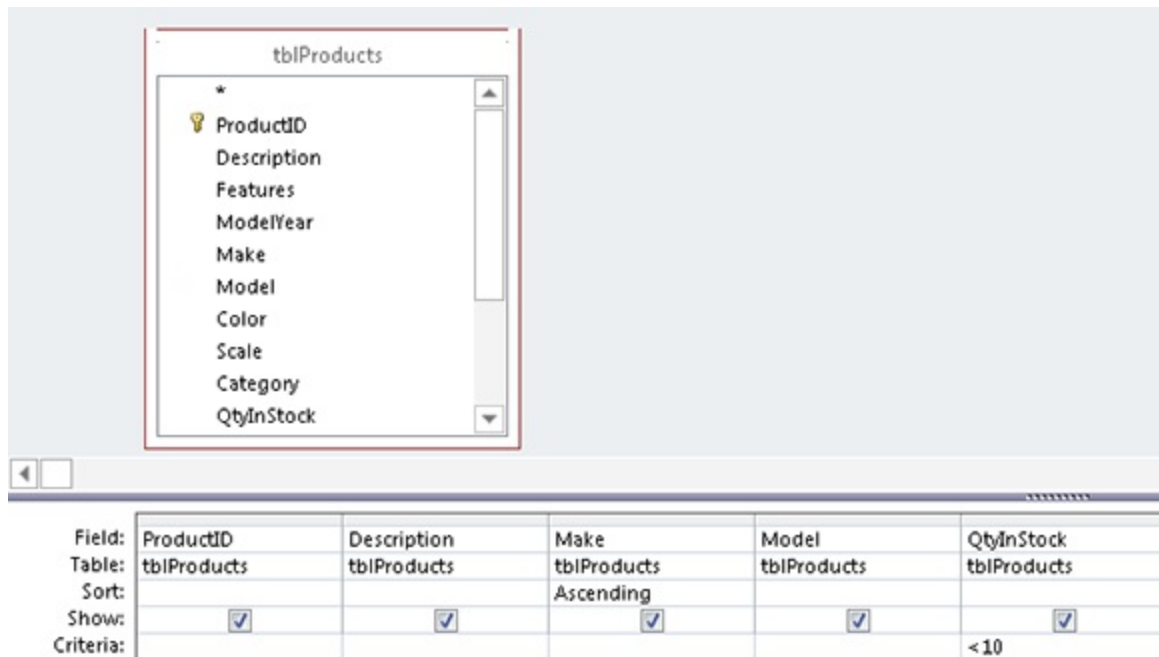 tblProducts
*
ProductID
Description
Features
ModelYear
Make
Model
Color
Scale
Category
QtyInStock
Field: ProductID Description Make Model QtyInStock
Table: tblProducts tblProducts tblProducts tblProducts tblProducts
Sort: Ascending
Show:
Criteria: <10